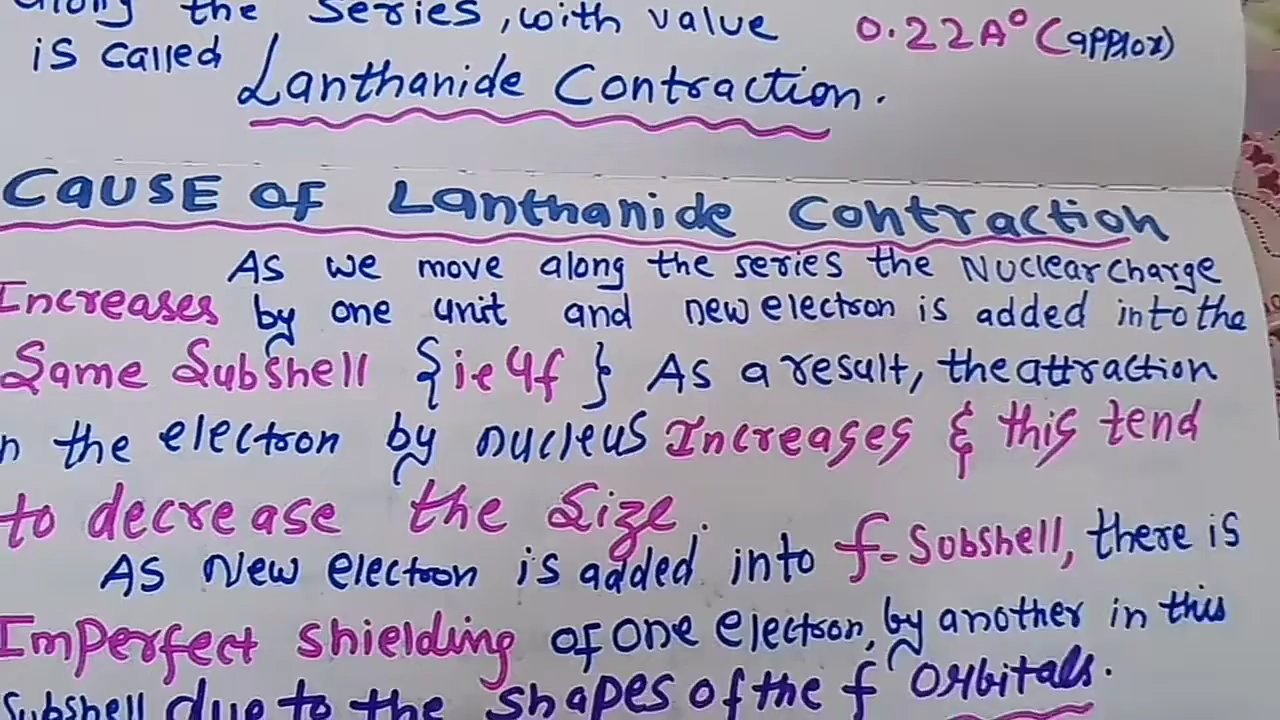 along the series, with value 0.22A° (approx)
is called Lanthanide Contraction.
CAUSE OF Lanthanide Contraction
As we move along the series the Nuclear charge
Increases by one unit and new electron is added into the
Same Subshell {ie 4f} As a result, the attraction
n the electron by nucleus Increases & this tend
to decrease the Size.
As New electron is added into f-Subshell, there is
Imperfect shielding of one electron, by another in this
Subshell due to the shapes of the f orbitals.